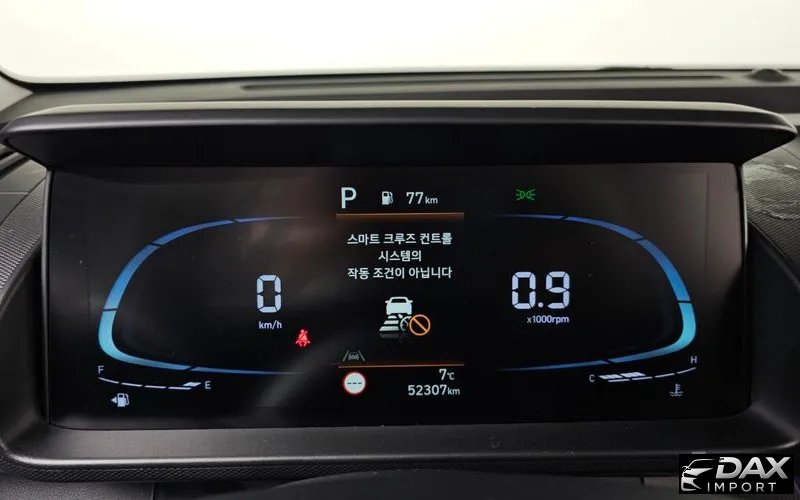 P 77km
스마트 크루즈 컨트롤
시스템의
작동 조건이 아닙니다
0
km/h
0.9
x1000rpm
F E
C H
7℃
52307km
DAX
IMPORT